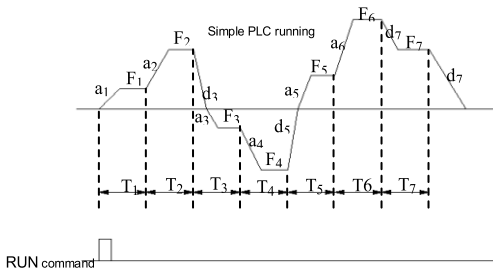 Simple PLC running
F6
d7
F7
a6
F2
a2
F5
d7
F1
a1
a5
d3
a3
F3
d5
a4
F4
T1 T2 T3 T4 T5 T6 T7
RUN command